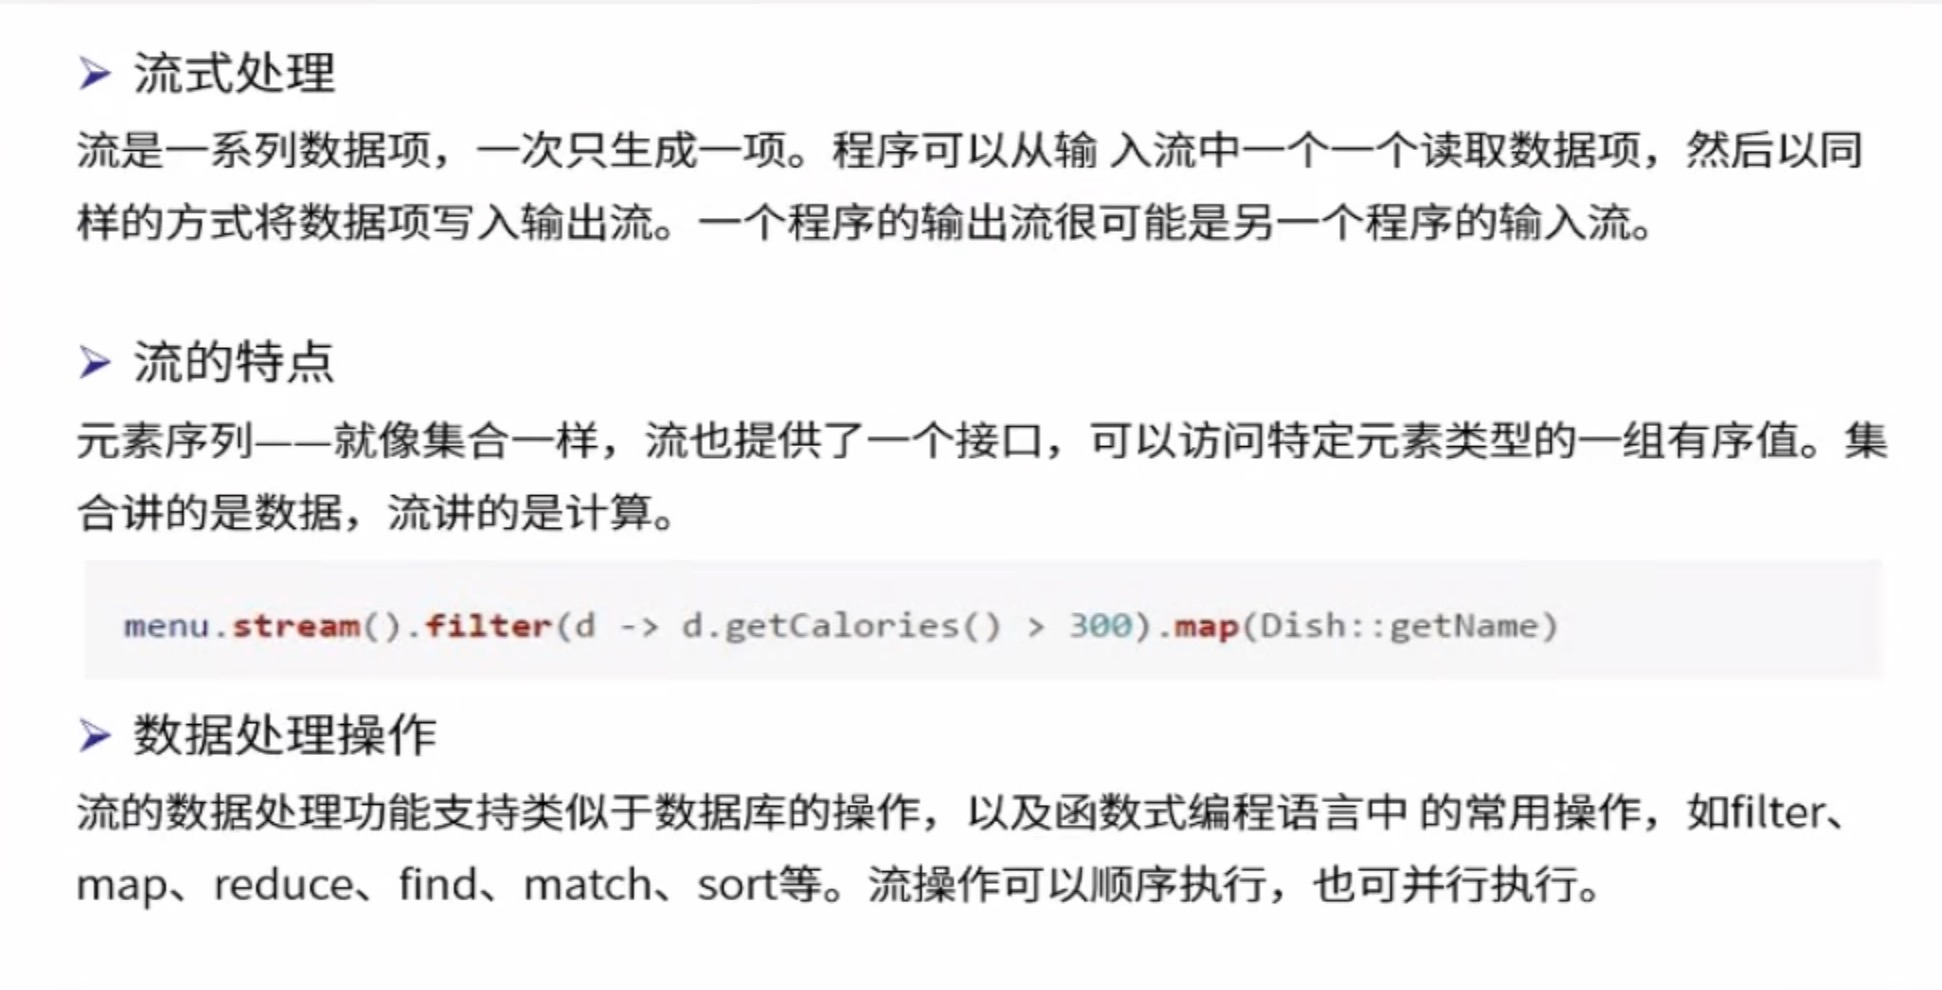 流式处理
流是一系列数据项，一次只生成一项。程序可以从输 入流中一个一个读取数据项，然后以同
样的方式将数据项写入输出流。一个程序的输出流很可能是另一个程序的输入流。
流的特点
元素序列——就像集合一样，流也提供了一个接口，可以访问特定元素类型的一组有序值。集
合讲的是数据，流讲的是计算。
menu.stream().filter(d -> d.getCalories() > 300).map(Dish::getName)
数据处理操作
流的数据处理功能支持类似于数据库的操作，以及函数式编程语言中 的常用操作，如filter、
map、reduce、find、match、sort等。流操作可以顺序执行，也可并行执行。